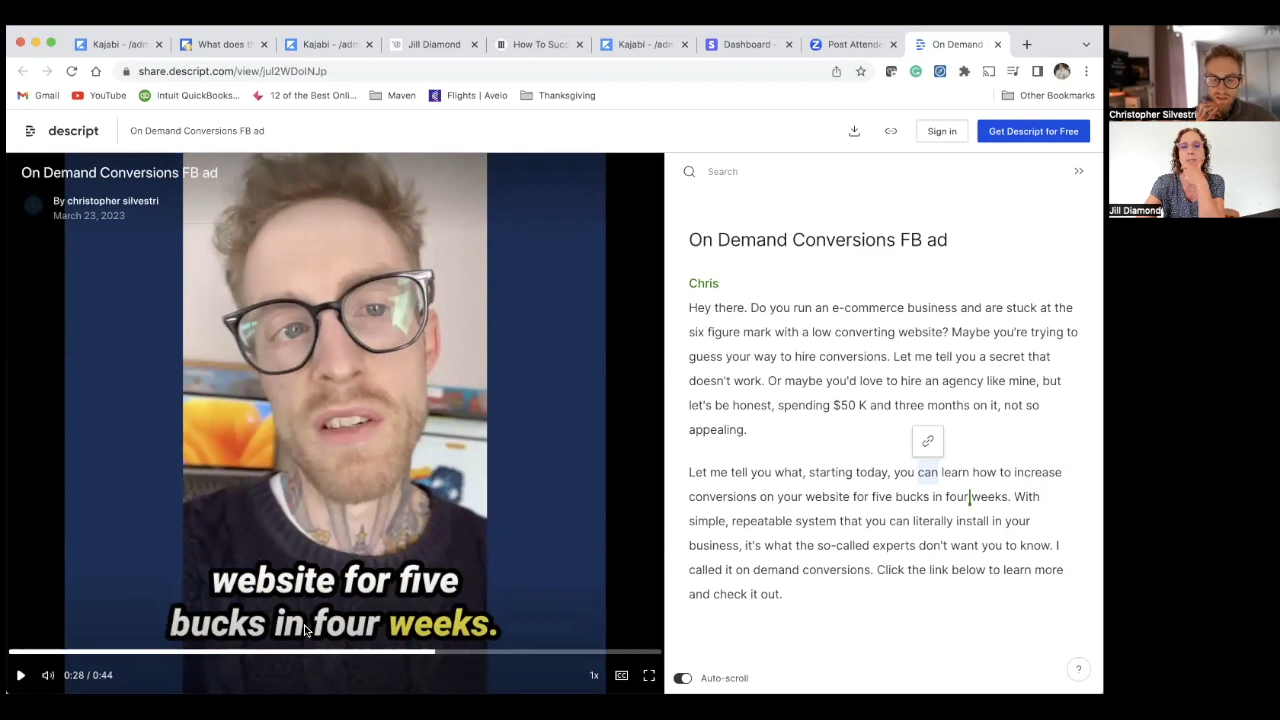 Kajabi - /adn
What does th
Kajabi - /adn
Jill Diamond
How To Succ
Kajabi - /adn
Dashboard -
Post Attende
On Demand
share.descript.com/view/juI2WDoINJp
Gmail
YouTube
Intuit QuickBooks...
12 of the Best Onli...
Maven
Flights | Avelo
Thanksgiving
Other Bookmarks
descript
On Demand Conversions FB ad
Sign in
Get Descript for Free
On Demand Conversions FB ad
By christopher silvestri
March 23, 2023
website for five
bucks in four weeks.
0:28 / 0:44
1x
CC
Search
On Demand Conversions FB ad
Chris
Hey there. Do you run an e-commerce business and are stuck at the
six figure mark with a low converting website? Maybe you're trying to
guess your way to hire conversions. Let me tell you a secret that
doesn't work. Or maybe you'd love to hire an agency like mine, but
let's be honest, spending $50 K and three months on it, not so
appealing.
Let me tell you what, starting today, you can learn how to increase
conversions on your website for five bucks in four weeks. With
simple, repeatable system that you can literally install in your
business, it's what the so-called experts don't want you to know. I
called it on demand conversions. Click the link below to learn more
and check it out.
Auto-scroll
?
Christopher Silvestri
Jill Diamond